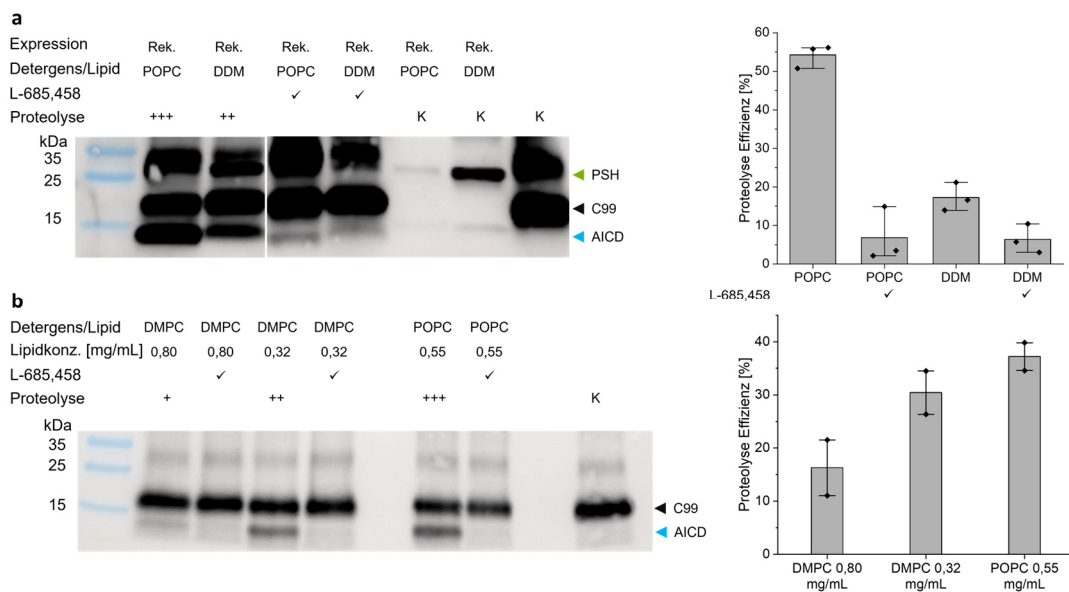 a
Expression Rek. Rek. Rek. Rek. Rek. Rek.
Detergens/Lipid POPC DDM POPC DDM POPC DDM
L-685,458 ✓ ✓
Proteolyse +++ ++ K K K
kDa
35
25
15
PSH
C99
AICD
Proteolyse Effizienz [%]
60
50
40
30
20
10
0
POPC POPC DDM DDM
L-685,458 ✓ ✓
b
Detergens/Lipid DMPC DMPC DMPC DMPC POPC POPC
Lipidkonz. [mg/mL] 0,80 0,80 0,32 0,32 0,55 0,55
L-685,458 ✓ ✓ ✓
Proteolyse + ++ +++ K
kDa
35
25
15
C99
AICD
Proteolyse Effizienz [%]
40
30
20
10
0
DMPC 0,80 DMPC 0,32 POPC 0,55
mg/mL mg/mL mg/mL